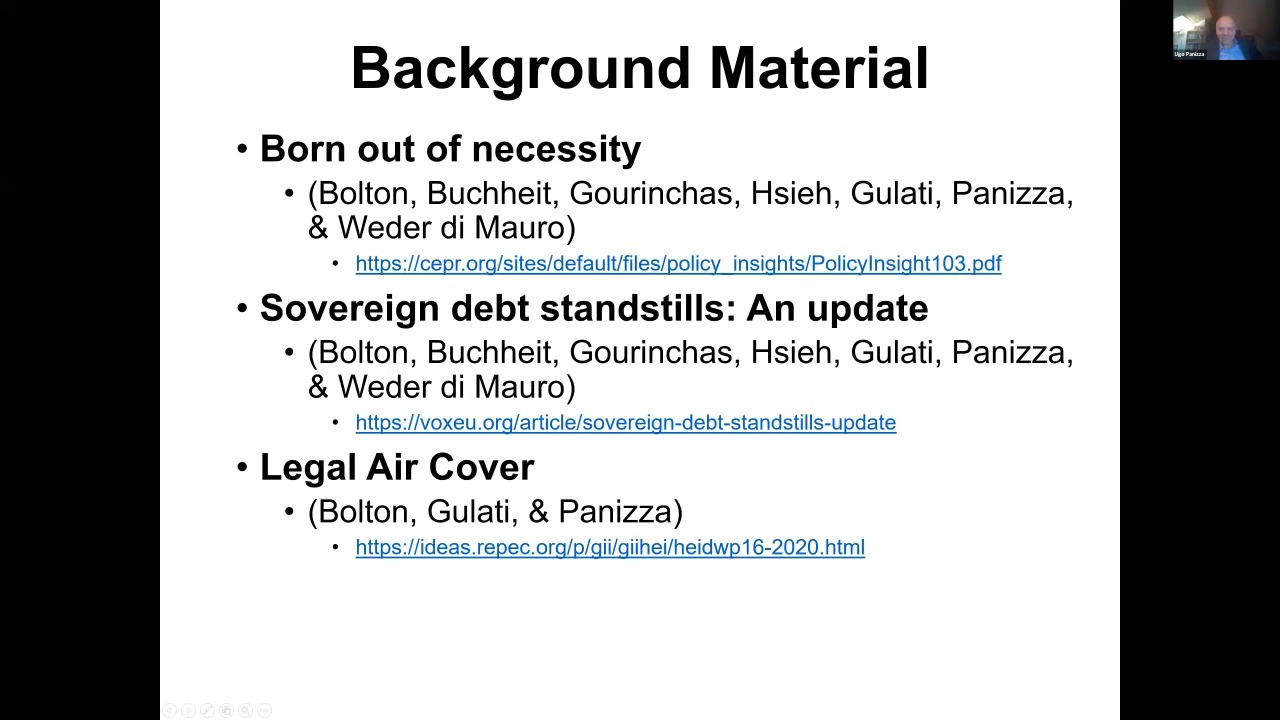 Background Material
Ugo Panizza
• Born out of necessity
• (Bolton, Buchheit, Gourinchas, Hsieh, Gulati, Panizza,
& Weder di Mauro)
• https://cepr.org/sites/default/files/policy_insights/PolicyInsight103.pdf
• Sovereign debt standstills: An update
• (Bolton, Buchheit, Gourinchas, Hsieh, Gulati, Panizza,
& Weder di Mauro)
• https://voxeu.org/article/sovereign-debt-standstills-update
• Legal Air Cover
• (Bolton, Gulati, & Panizza)
• https://ideas.repec.org/p/gii/giihei/heidwp16-2020.html